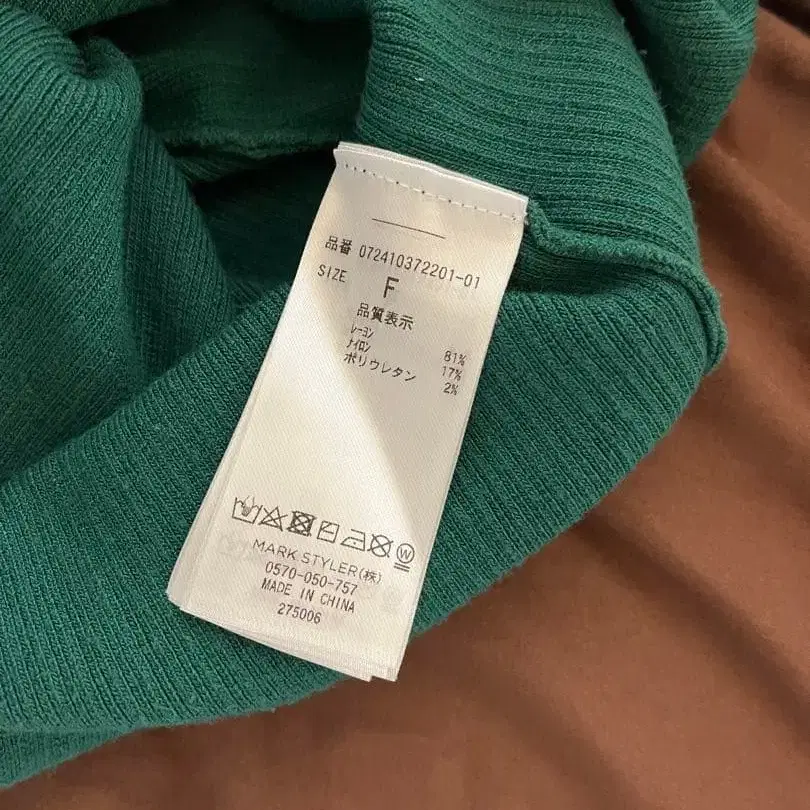 品番 072410372201-01
SIZE F
品質表示
レーヨン 81%
ナイロン 17%
ポリウレタン 2%
W
MARK STYLER(株)
0570-050-757
MADE IN CHINA
275006